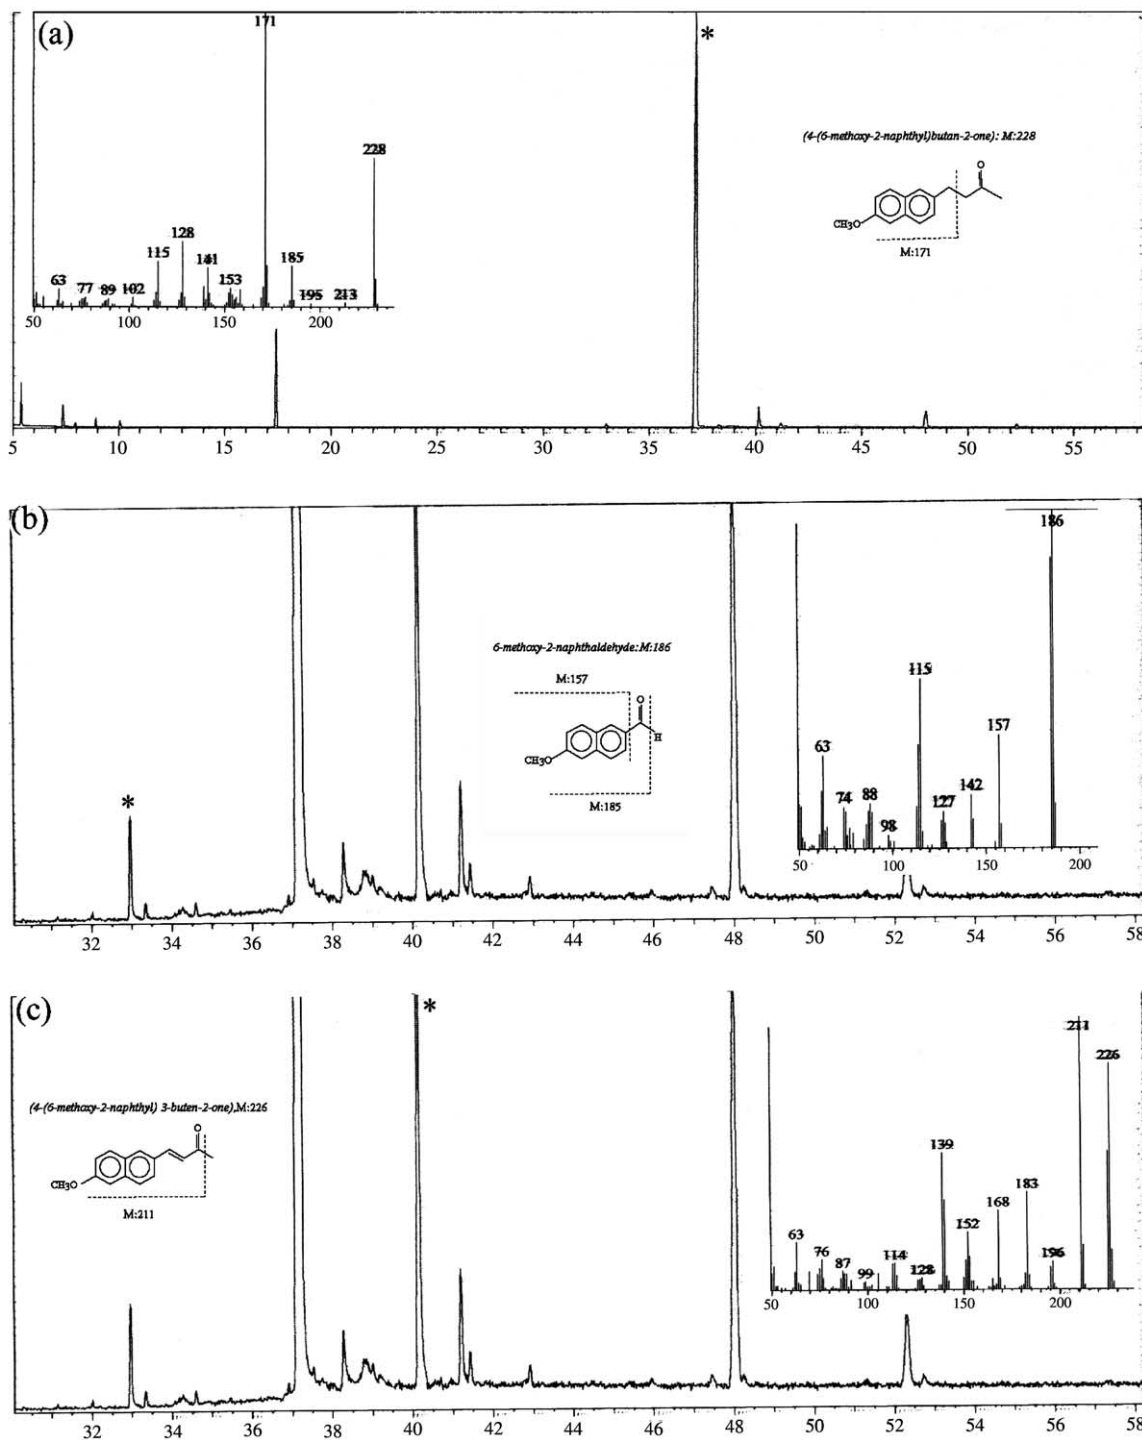 (a)
171
*
(4-(6-methoxy-2-naphthyl)butan-2-one): M:228
228
O
CH₃O
M:171
128
115
141
185
63
77
89
102
153
195
213
50 100 150 200
5 10 15 20 25 30 35 40 45 50 55
(b)
186
6-methoxy-2-naphthaldehyde:M:186
M:157
O
H
CH₃O
M:185
115
157
63
74
88
98
127
142
50 100 150 200
*
32 34 36 38 40 42 44 46 48 50 52 54 56 58
(c)
*
211
226
(4-(6-methoxy-2-naphthyl) 3-buten-2-one),M:226
O
CH₃O
M:211
139
183
168
152
63
76
87
99
114
128
196
50 100 150 200
32 34 36 38 40 42 44 46 48 50 52 54 56 58